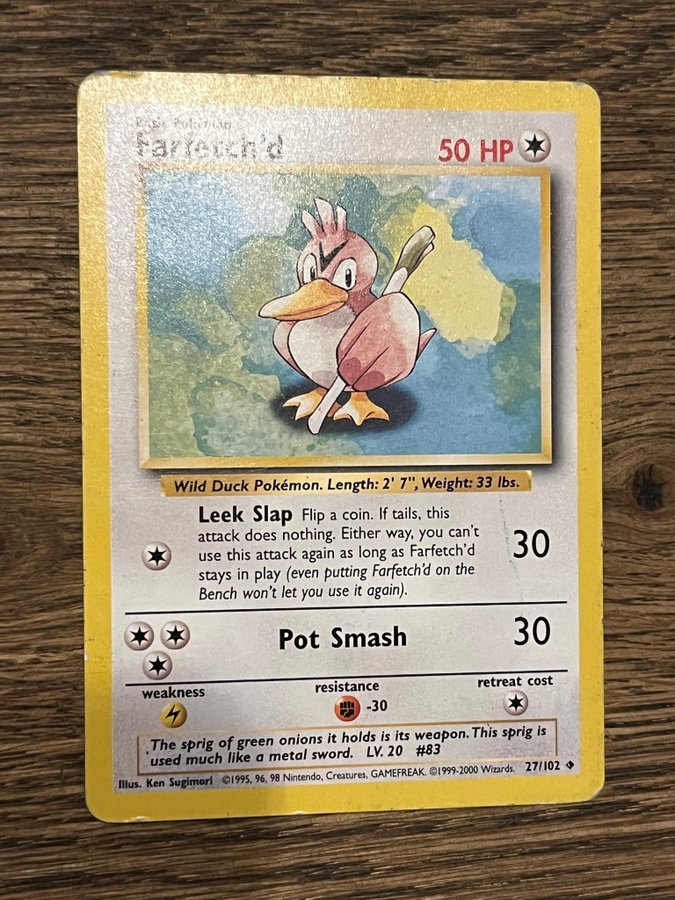 Basic Pokémon
Farfetch'd
50 HP
Wild Duck Pokémon. Length: 2' 7", Weight: 33 lbs.
Leek Slap Flip a coin. If tails, this
attack does nothing. Either way, you can't
use this attack again as long as Farfetch'd
stays in play (even putting Farfetch'd on the
Bench won't let you use it again).
30
Pot Smash
30
weakness
resistance
retreat cost
-30
The sprig of green onions it holds is its weapon. This sprig is
used much like a metal sword. LV. 20 #83
Illus. Ken Sugimori ©1995, 96, 98 Nintendo, Creatures, GAMEFREAK. ©1999-2000 Wizards. 27/102